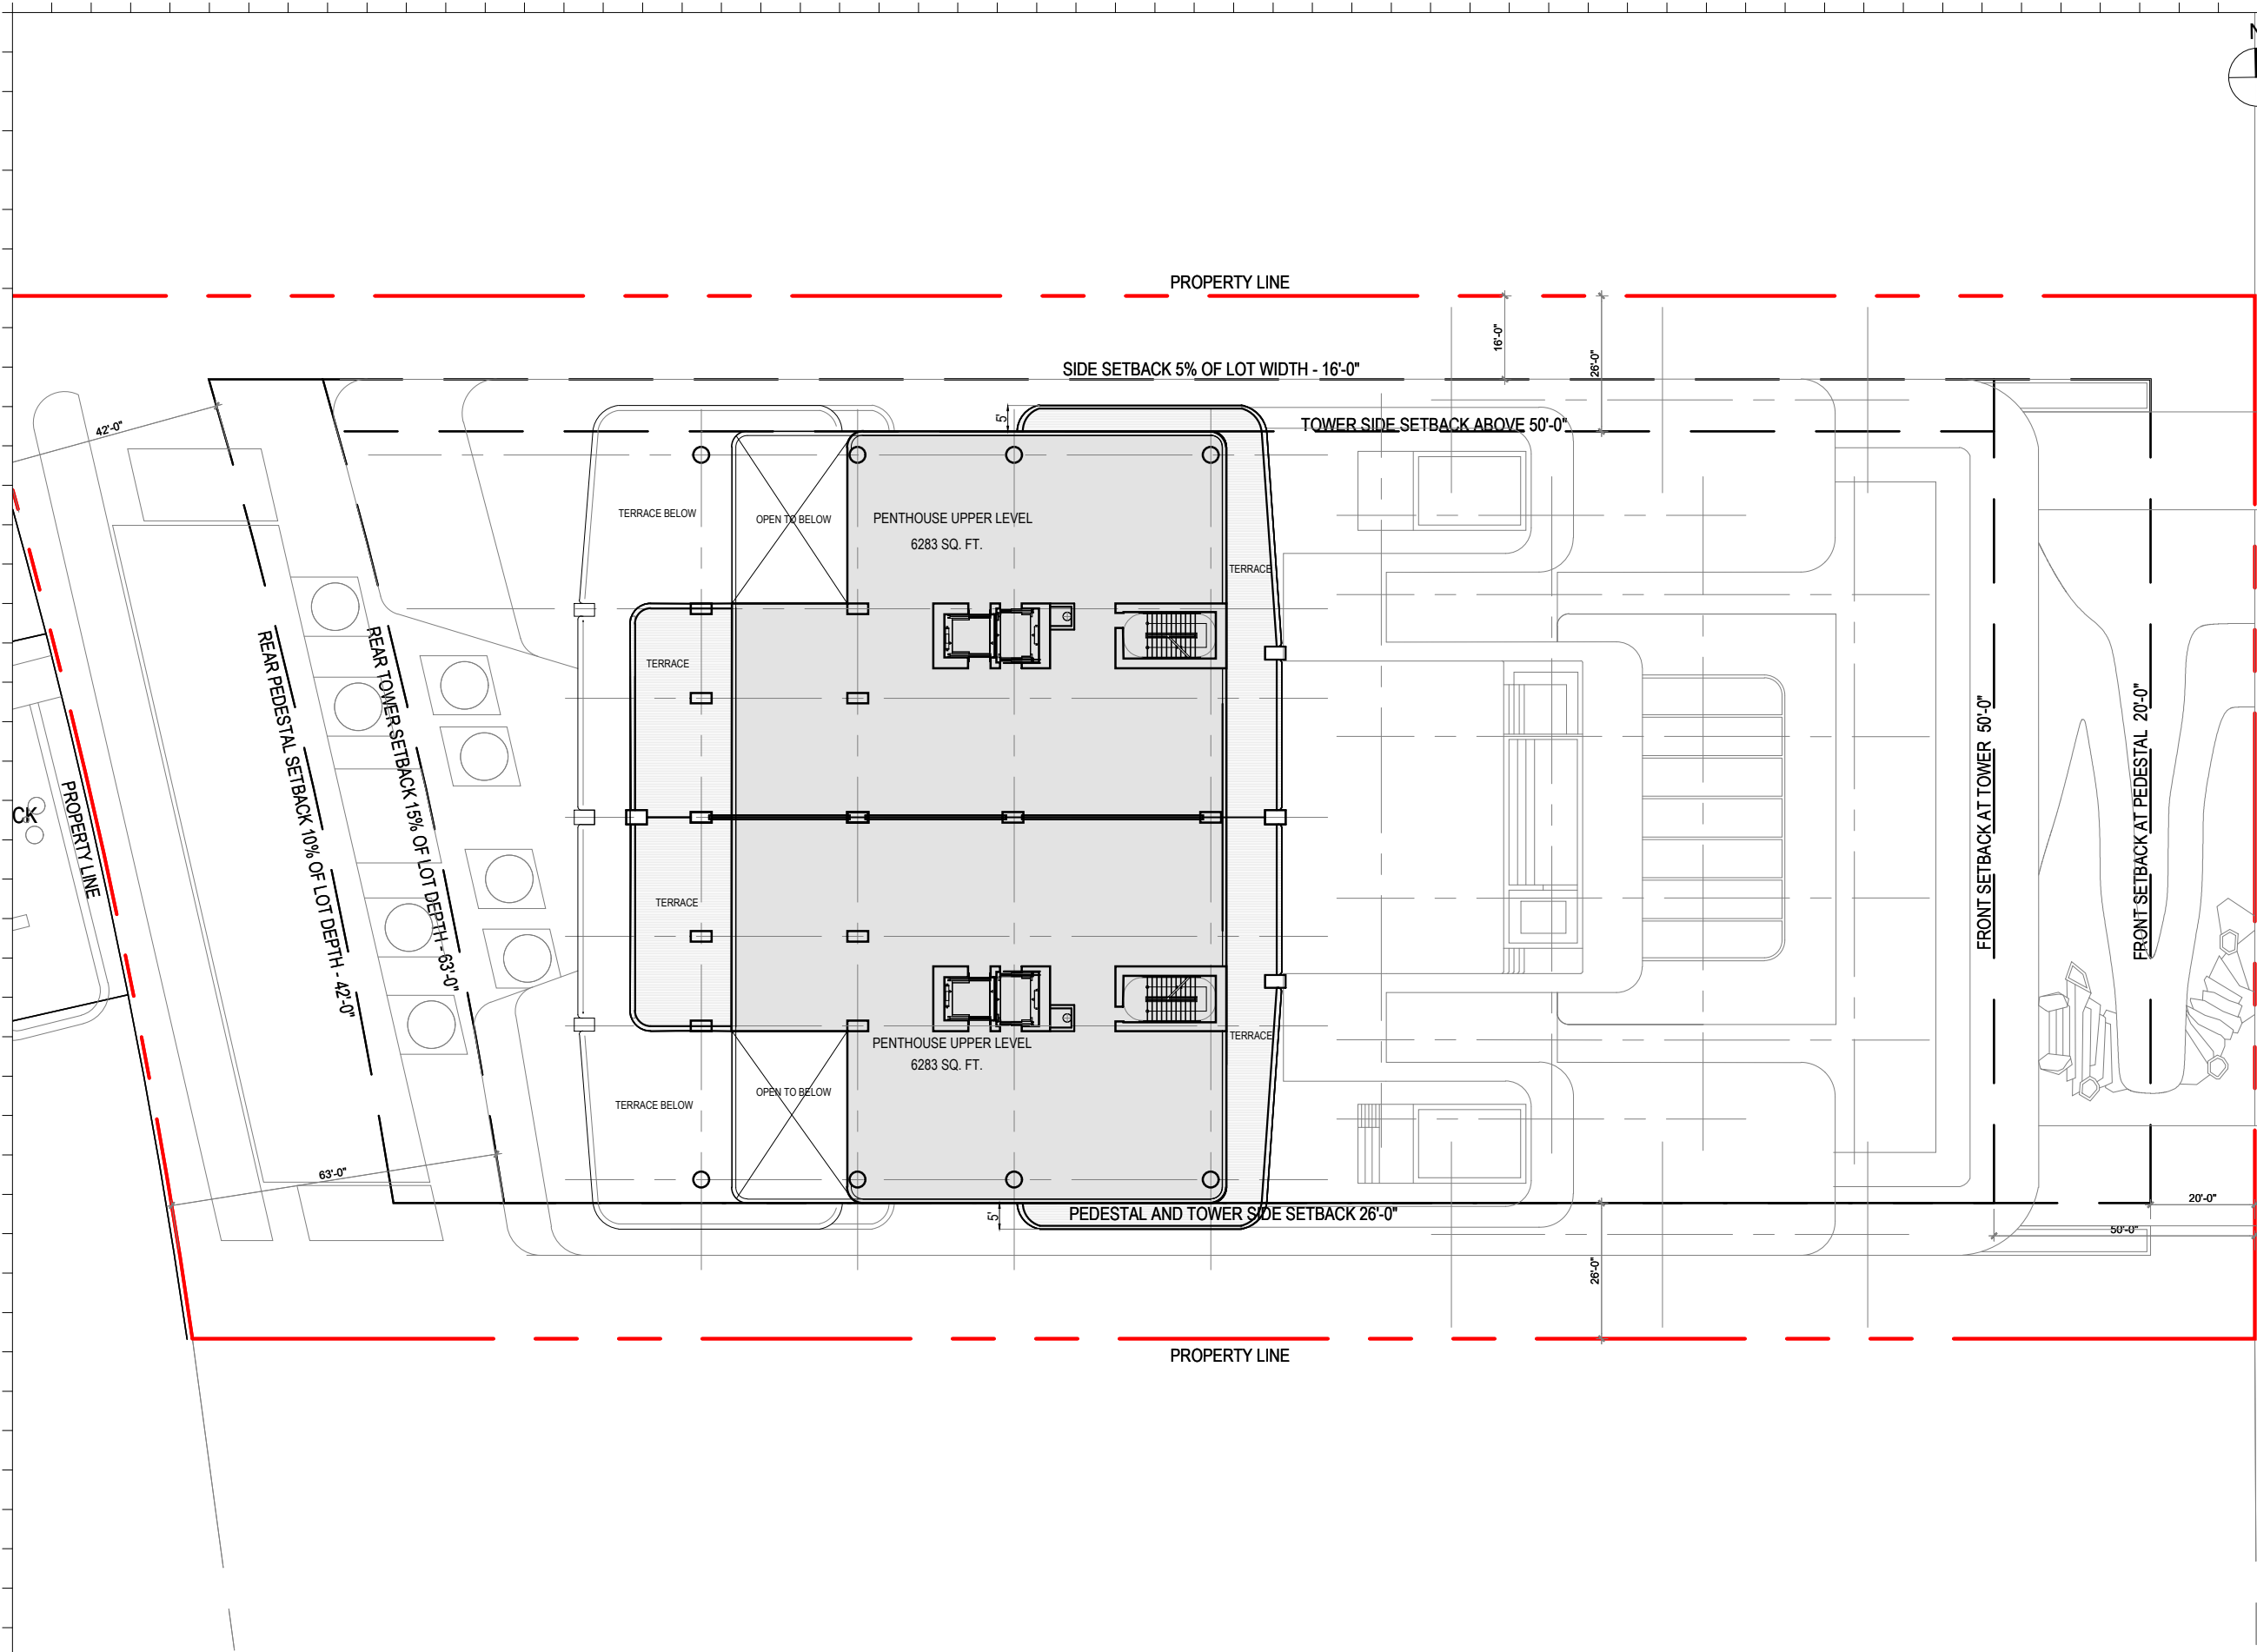 N
PROPERTY LINE
16'-0"
26'-0"
SIDE SETBACK 5% OF LOT WIDTH - 16'-0"
5'
TOWER SIDE SETBACK ABOVE 50'-0"
42'-0"
TERRACE BELOW
OPEN TO BELOW
PENTHOUSE UPPER LEVEL
6283 SQ. FT.
TERRACE
TERRACE
REAR PEDESTAL SETBACK 10% OF LOT DEPTH - 42'-0"
REAR TOWER SETBACK 15% OF LOT DEPTH - 63'-0"
PROPERTY LINE
CK
FRONT SETBACK AT TOWER 50'-0"
FRONT SETBACK AT PEDESTAL 20'-0"
TERRACE
TERRACE
PENTHOUSE UPPER LEVEL
6283 SQ. FT.
OPEN TO BELOW
TERRACE BELOW
63'-0"
5'
PEDESTAL AND TOWER SIDE SETBACK 26'-0"
20'-0"
50'-0"
26'-0"
PROPERTY LINE